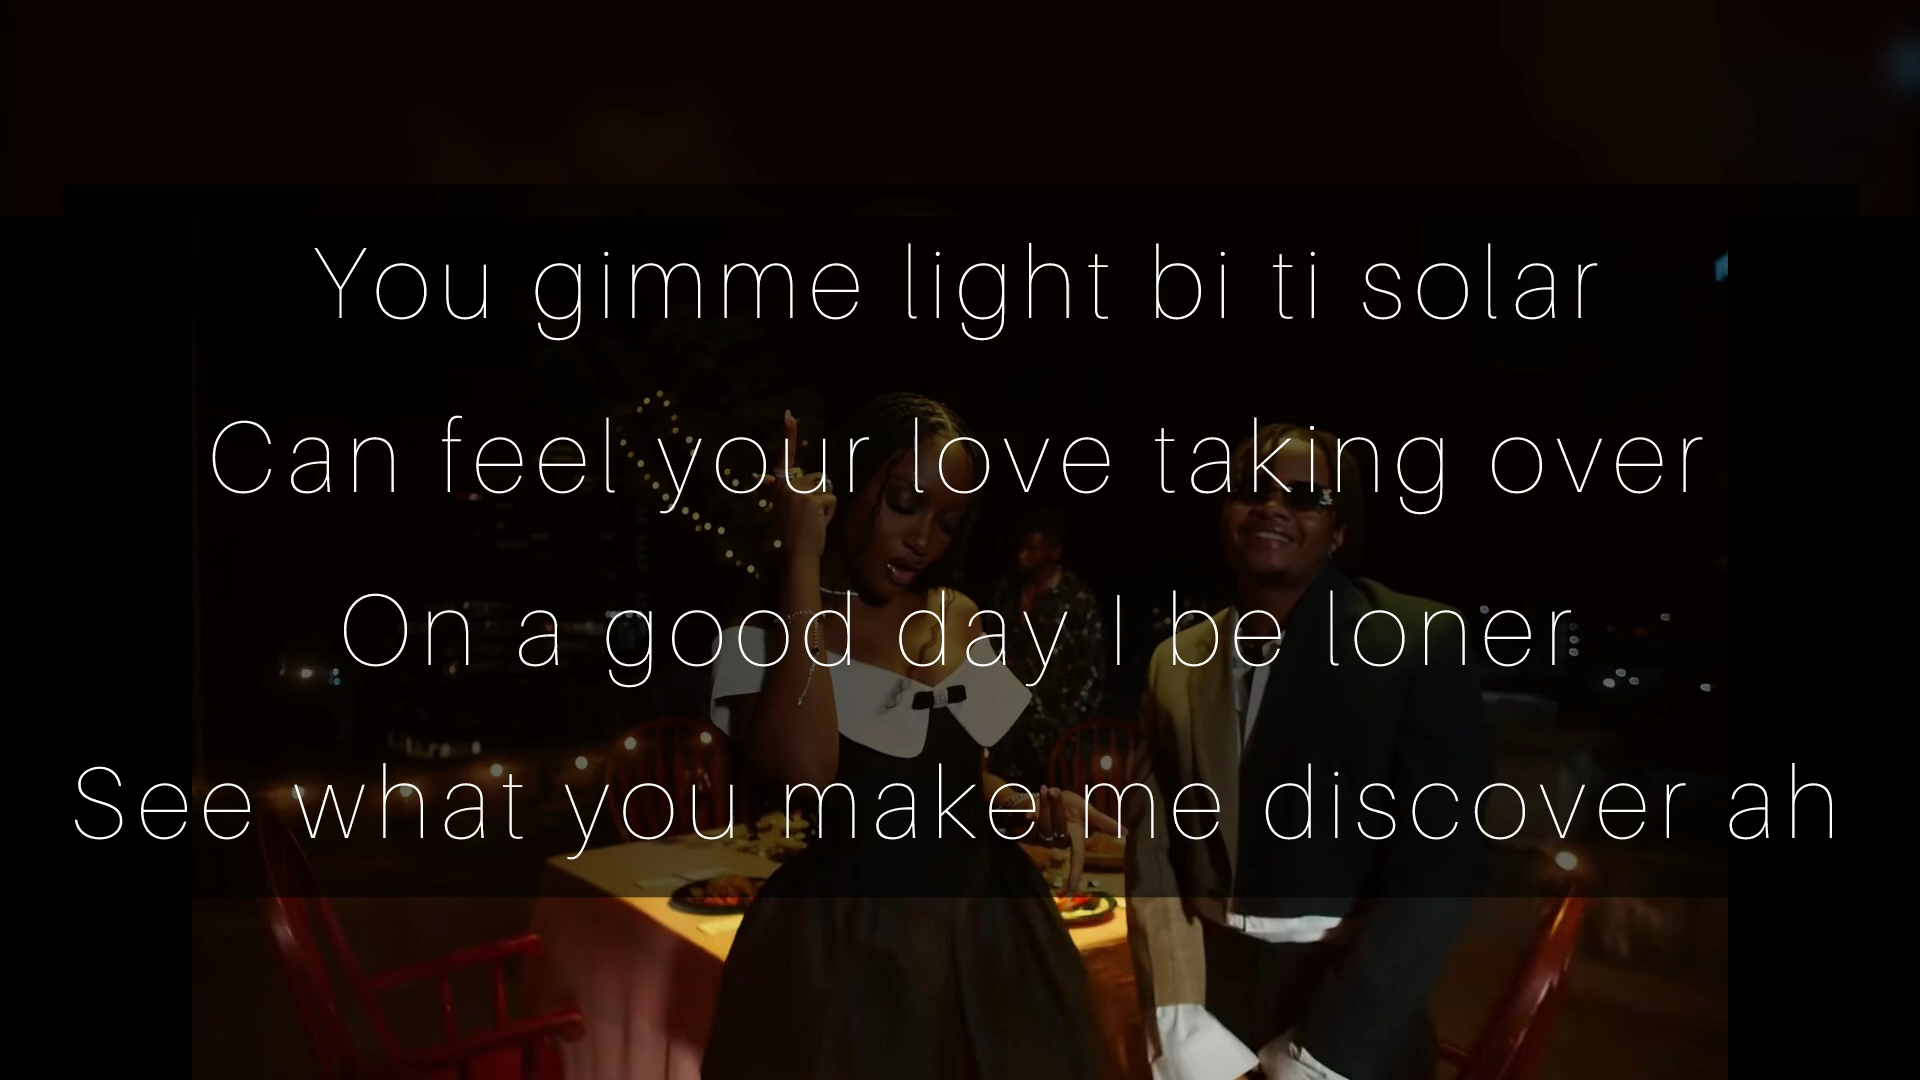 You gimme light bi ti solar
Can feel your love taking over
On a good day I be loner
See what you make me discover ah